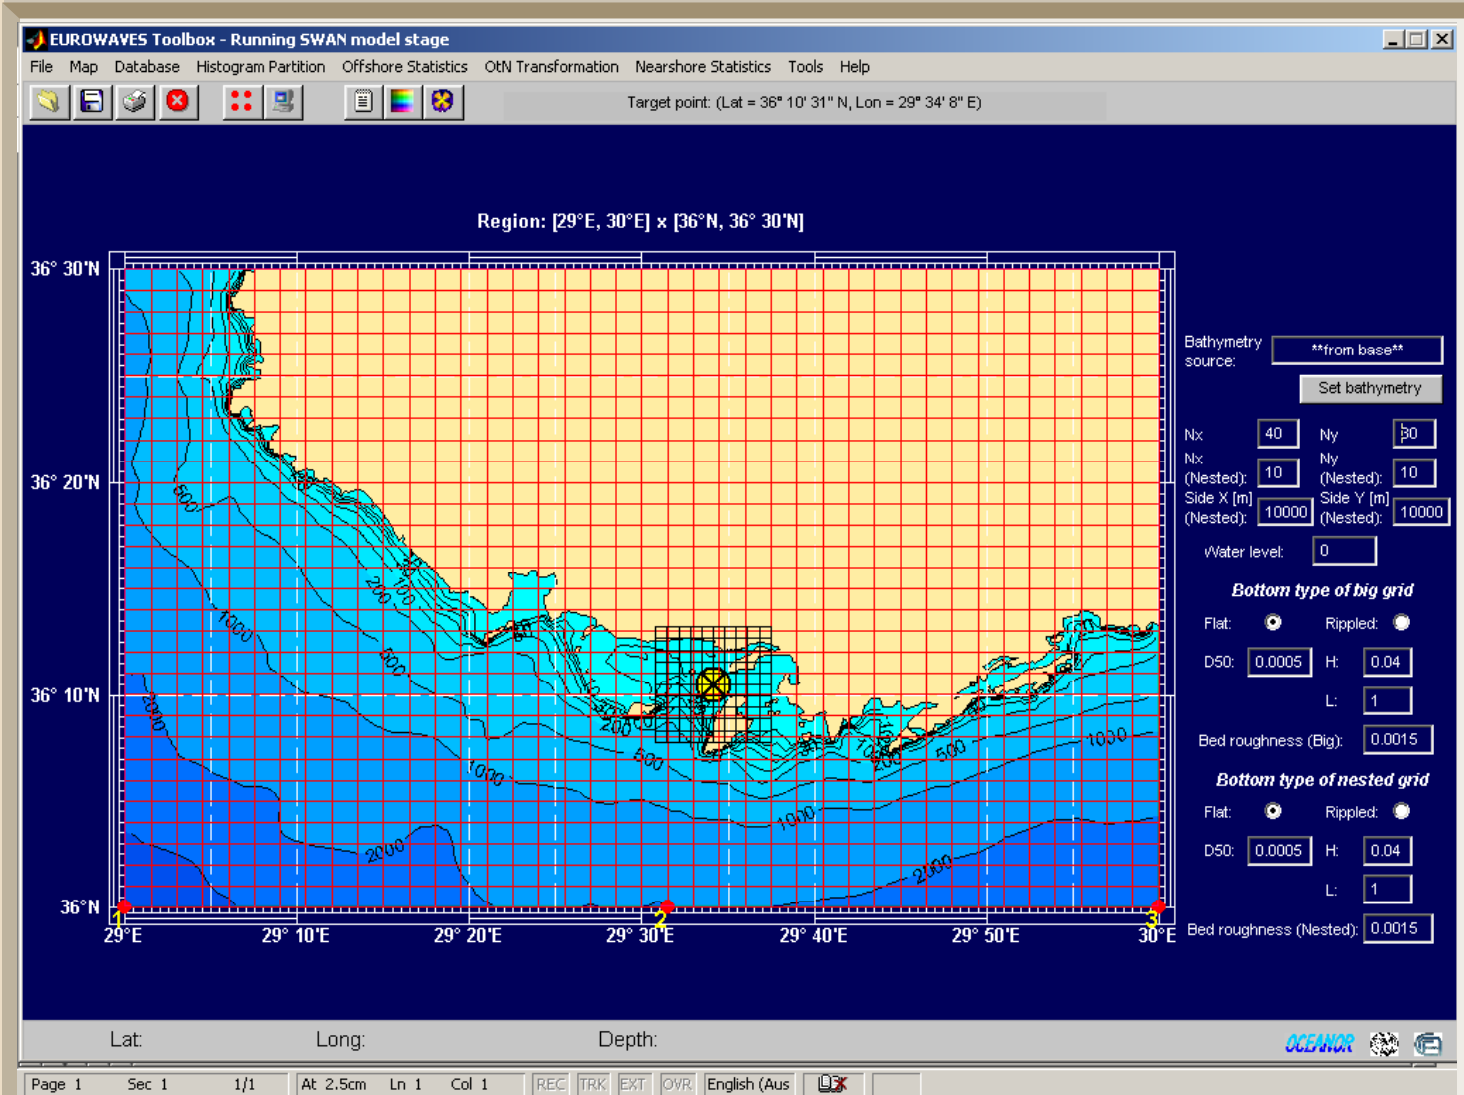 EUROWAVES Toolbox - Running SWAN model stage
File Map Database Histogram Partition Offshore Statistics OtN Transformation Nearshore Statistics Tools Help
Target point: (Lat = 36° 10' 31" N, Lon = 29° 34' 8" E)
Region: [29°E, 30°E] x [36°N, 36° 30'N]
36° 30'N
36° 20'N
36° 10'N
36°N
29°E
29° 10'E
29° 20'E
29° 30'E
29° 40'E
29° 50'E
30°E
1
2
3
500
200
100
1000
500
2000
1000
2000
200
500
1000
500
1000
2000
Bathymetry source: **from base**
Set bathymetry
Nx 40 Ny 30
Nx (Nested): 10 Ny (Nested): 10
Side X [m] (Nested): 10000 Side Y [m] (Nested): 10000
Water level: 0
Bottom type of big grid
Flat: Rippled:
D50: 0.0005 H: 0.04
L: 1
Bed roughness (Big): 0.0015
Bottom type of nested grid
Flat: Rippled:
D50: 0.0005 H: 0.04
L: 1
Bed roughness (Nested): 0.0015
Lat: Long: Depth:
OCEANOR
Page 1 Sec 1 1/1 At 2.5cm Ln 1 Col 1 REC TRK EXT OVR English (Aus